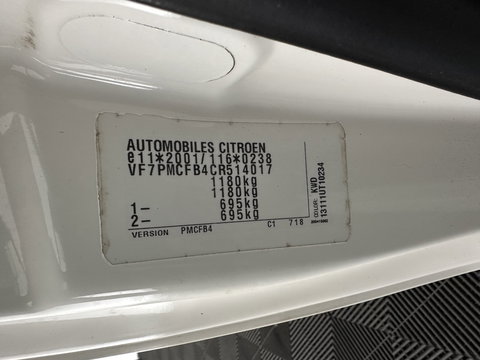 AUTOMOBILES CITROEN
e11*2001/116*0238
VF7PMCFB4CR514017
1180kg
1180kg
1– 695kg
2– 695kg
VERSION PMCFB4 C1 718
COLOR: KWD
13111UT10234